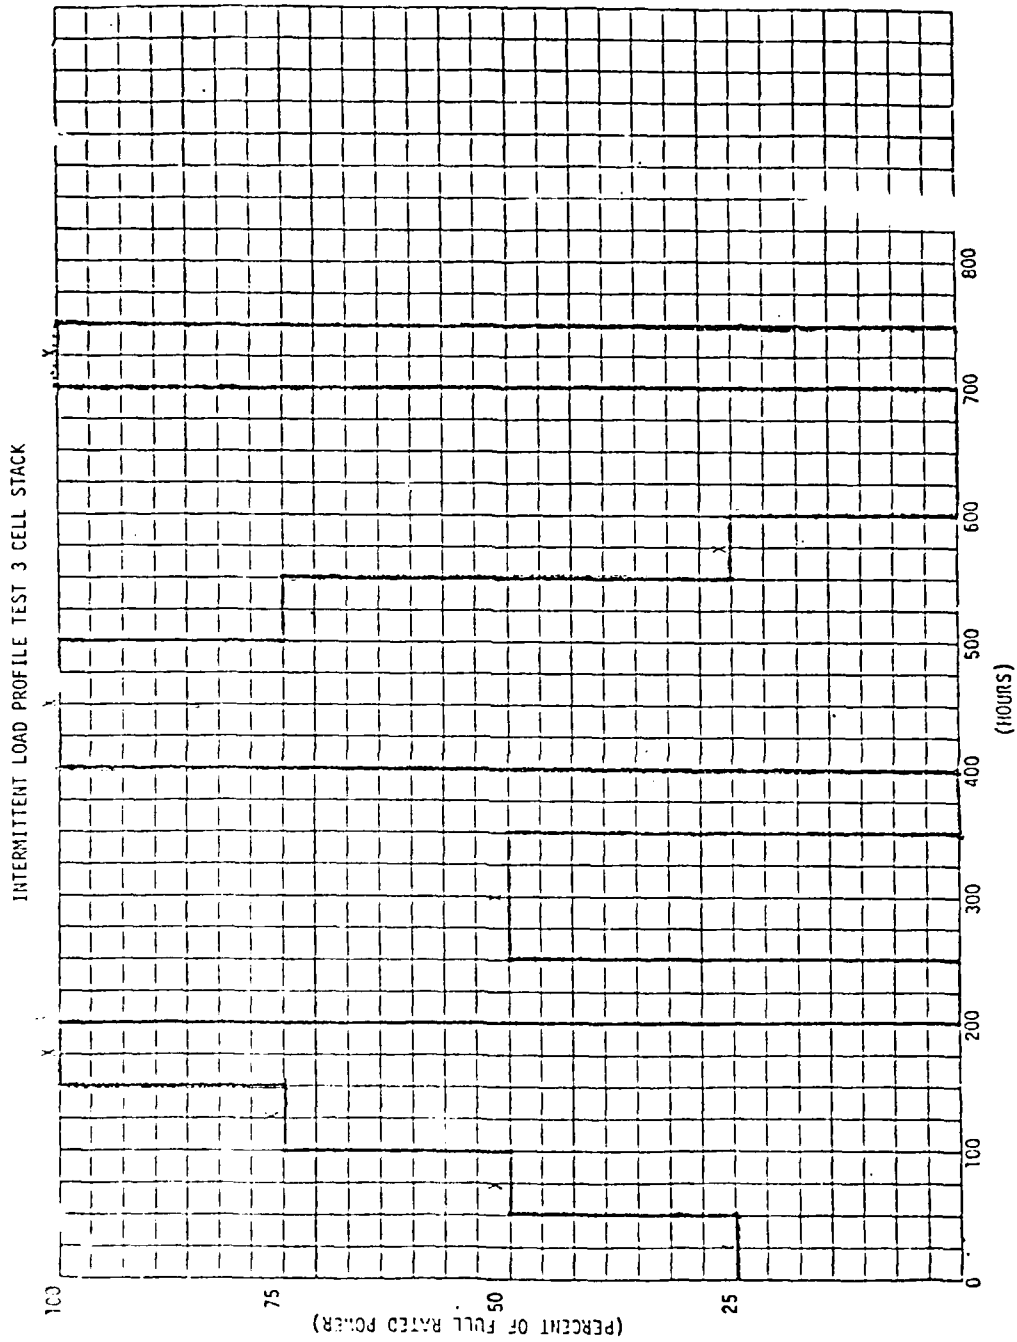 INTERMITTENT LOAD PROFILE TEST 3 CELL STACK
(PERCENT OF FULL RATED POWER)
100
75
50
25
0
100
200
300
400
500
600
700
800
(HOURS)
X
X
X
X
X